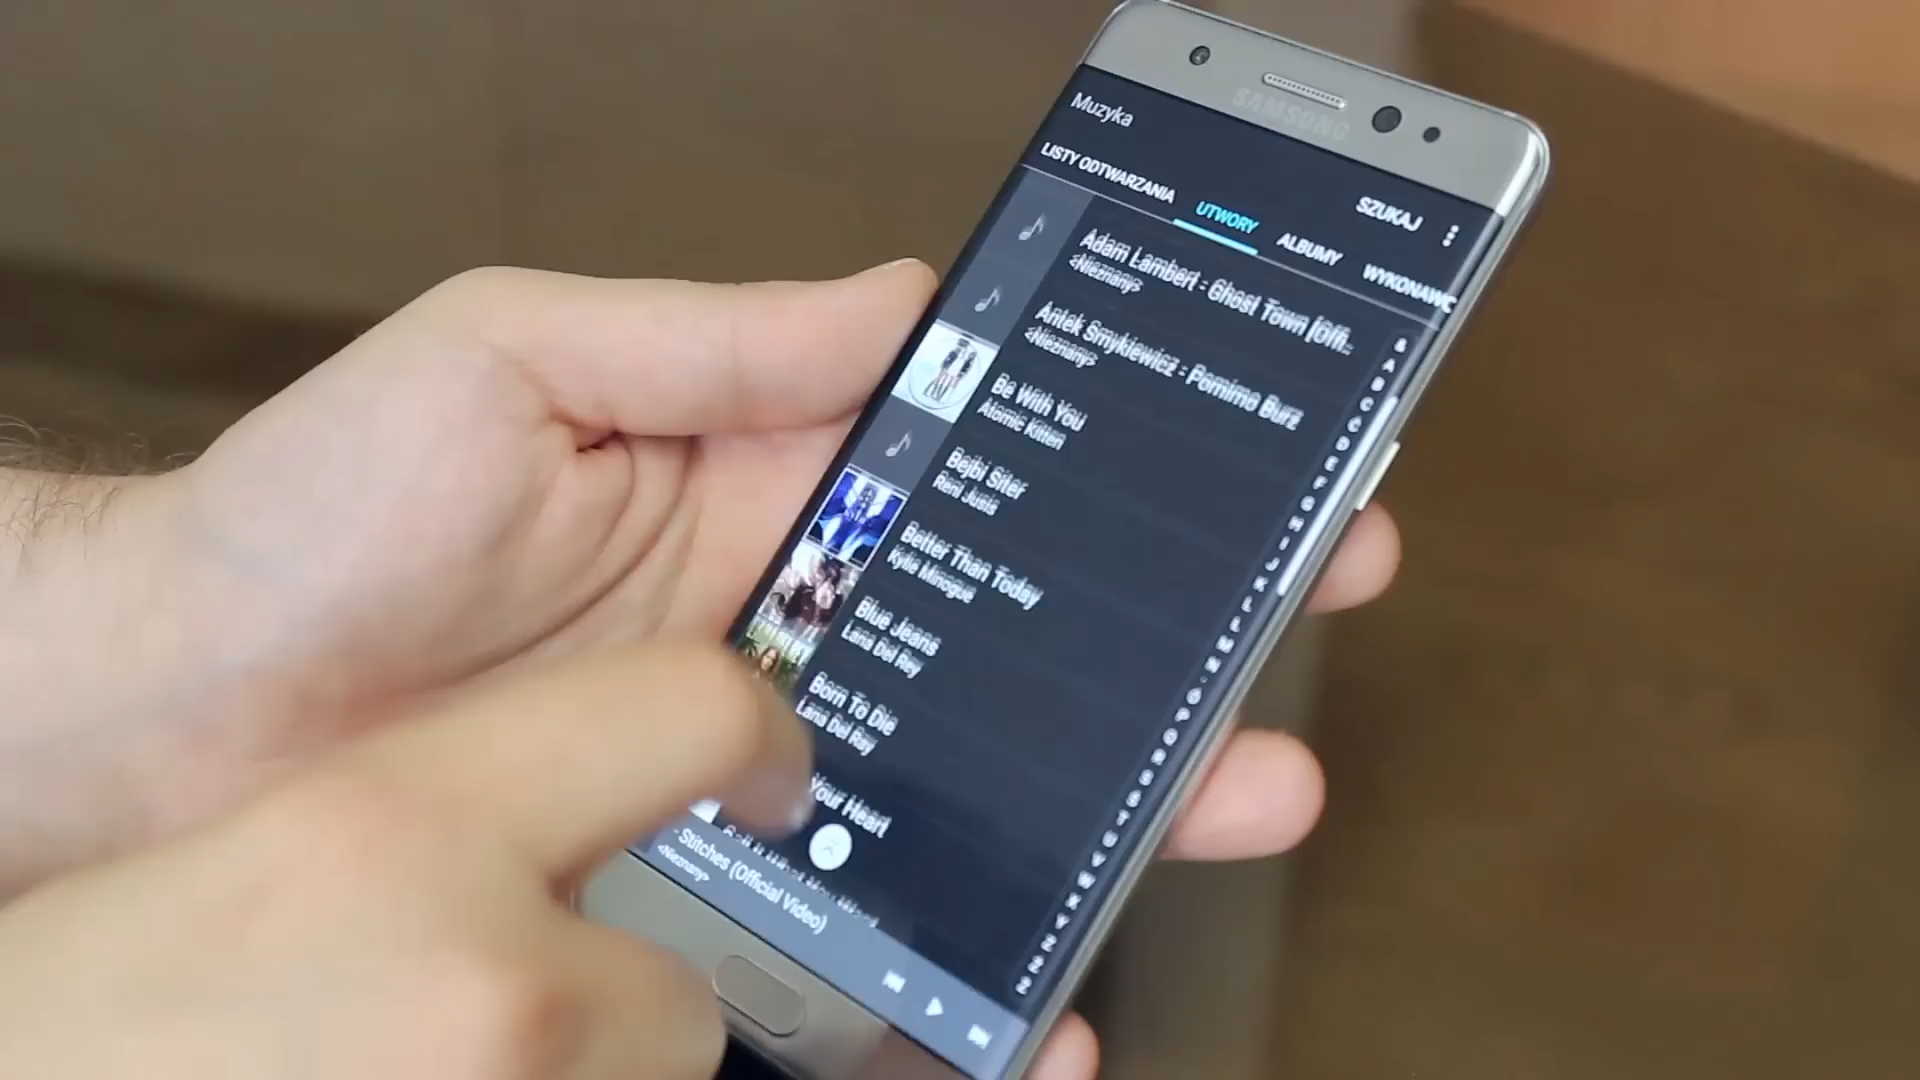 SAMSUNG
Muzyka
SZUKAJ
LISTY ODTWARZANIA
UTWORY
ALBUMY
WYKONAWC
Adam Lambert - Ghost Town [Offi...
<Nieznany>
Antek Smykiewicz - Pomimo Burz
<Nieznany>
Be With You
Atomic Kitten
Bejbi Siter
Reni Jusis
Better Than Today
Kylie Minogue
Blue Jeans
Lana Del Rey
Born To Die
Lana Del Ray
Your Heart
- Stitches (Official Video)
<Nieznany>
&
A
B
C
Ć
D
E
F
G
H
I
J
K
L
Ł
M
N
O
P
Q
R
S
Ś
T
U
V
W
X
Y
Z